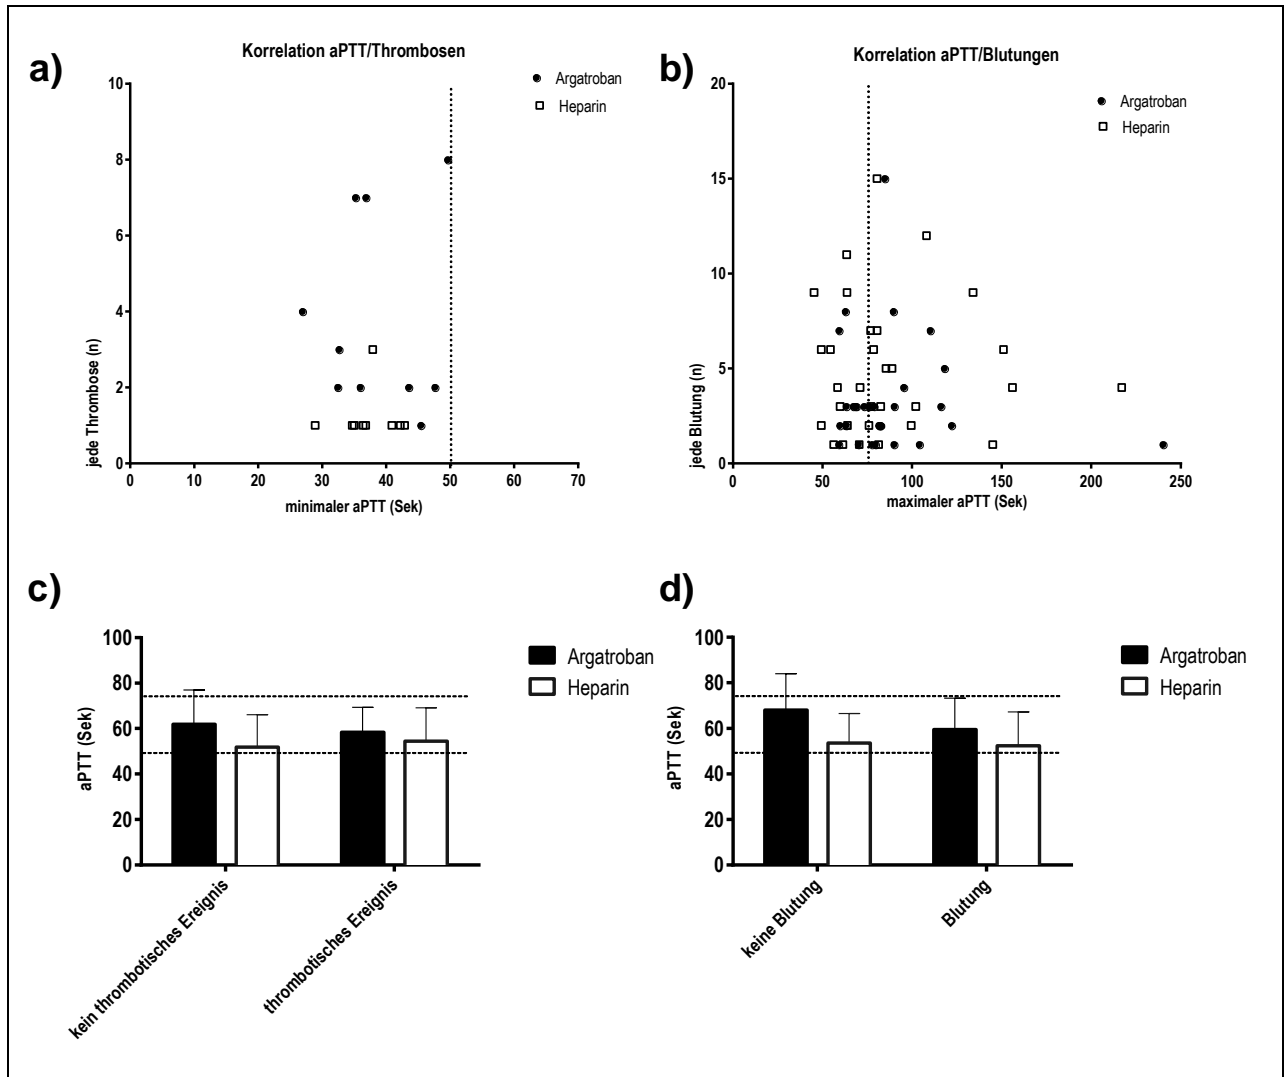 a)
Korrelation aPTT/Thrombosen
Argatroban
Heparin
10
8
6
4
2
0
jede Thrombose (n)
0 10 20 30 40 50 60 70
minimaler aPTT (Sek)
b)
Korrelation aPTT/Blutungen
Argatroban
Heparin
20
15
10
5
0
jede Blutung (n)
0 50 100 150 200 250
maximaler aPTT (Sek)
c)
Argatroban
Heparin
100
80
60
40
20
0
aPTT (Sek)
kein thrombotisches Ereignis
thrombotisches Ereignis
d)
Argatroban
Heparin
100
80
60
40
20
0
aPTT (Sek)
keine Blutung
Blutung